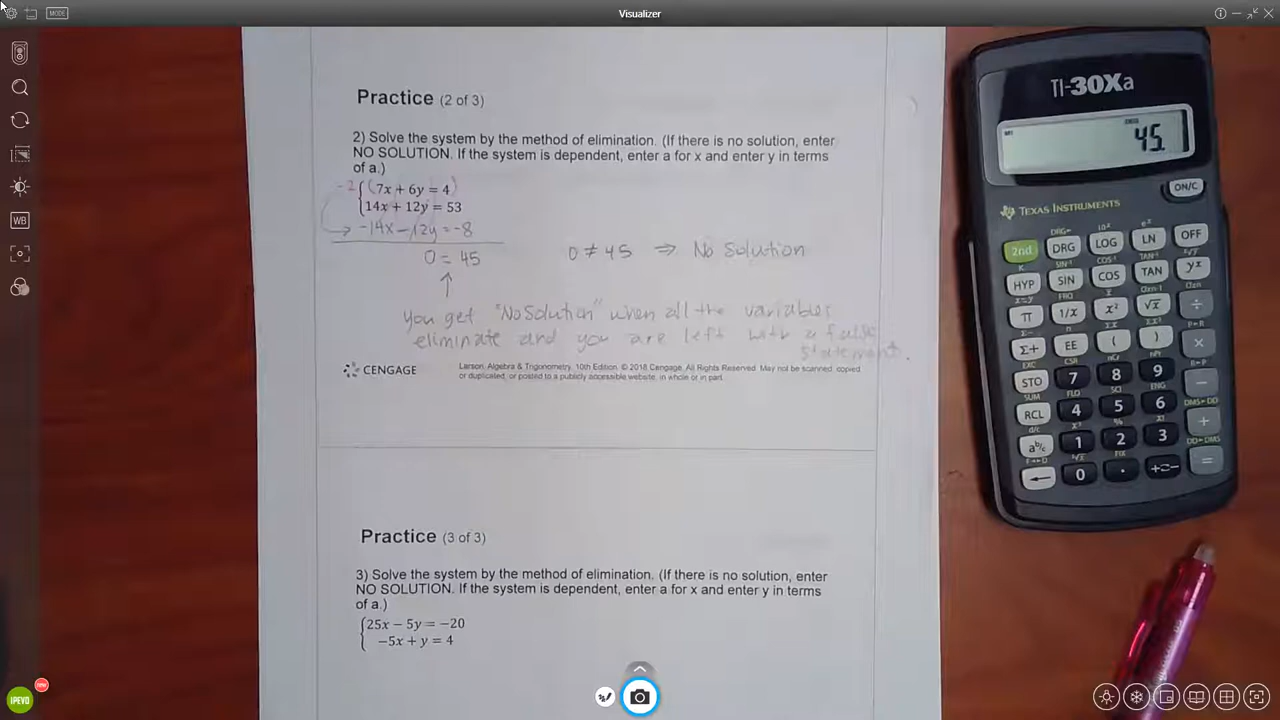 MODE
Visualizer
Practice (2 of 3)
2) Solve the system by the method of elimination. (If there is no solution, enter
NO SOLUTION. If the system is dependent, enter a for x and enter y in terms
of a.)
-2 { (7x + 6y = 4)
14x + 12y = 53
-14x - 12y = -8
0 = 45
0 ≠ 45 ⇒ No Solution
you get "No Solution" when all the variables
eliminate and you are left with a false
statement.
CENGAGE
Larson, Algebra & Trigonometry, 10th Edition. © 2018 Cengage. All Rights Reserved. May not be scanned, copied
or duplicated, or posted to a publicly accessible website, in whole or in part.
Practice (3 of 3)
3) Solve the system by the method of elimination. (If there is no solution, enter
NO SOLUTION. If the system is dependent, enter a for x and enter y in terms
of a.)
{ 25x − 5y = −20
−5x + y = 4
TI-30Xa
45.
TEXAS INSTRUMENTS
ON/C
2nd DRG LOG LN OFF
HYP SIN COS TAN yˣ
π 1/x x² √x ÷
Σ+ EE ( ) ×
STO 7 8 9 −
RCL 4 5 6 +
a b/c 1 2 3 =
← 0 . +⇆−
IPEVO
new